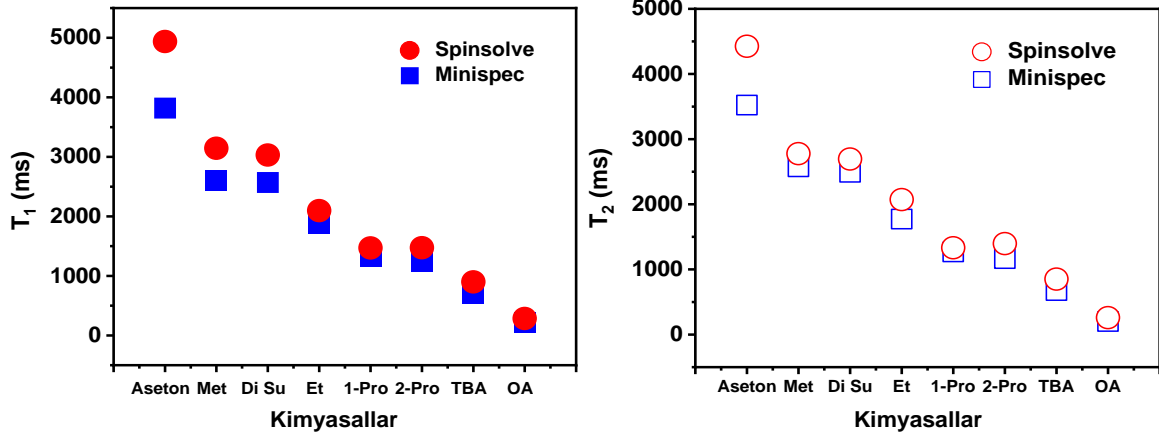 5000
4000
3000
2000
1000
0
T1 (ms)
Spinsolve
Minispec
Aseton Met Di Su Et 1-Pro 2-Pro TBA OA
Kimyasallar
5000
4000
3000
2000
1000
0
T2 (ms)
Spinsolve
Minispec
Aseton Met Di Su Et 1-Pro 2-Pro TBA OA
Kimyasallar